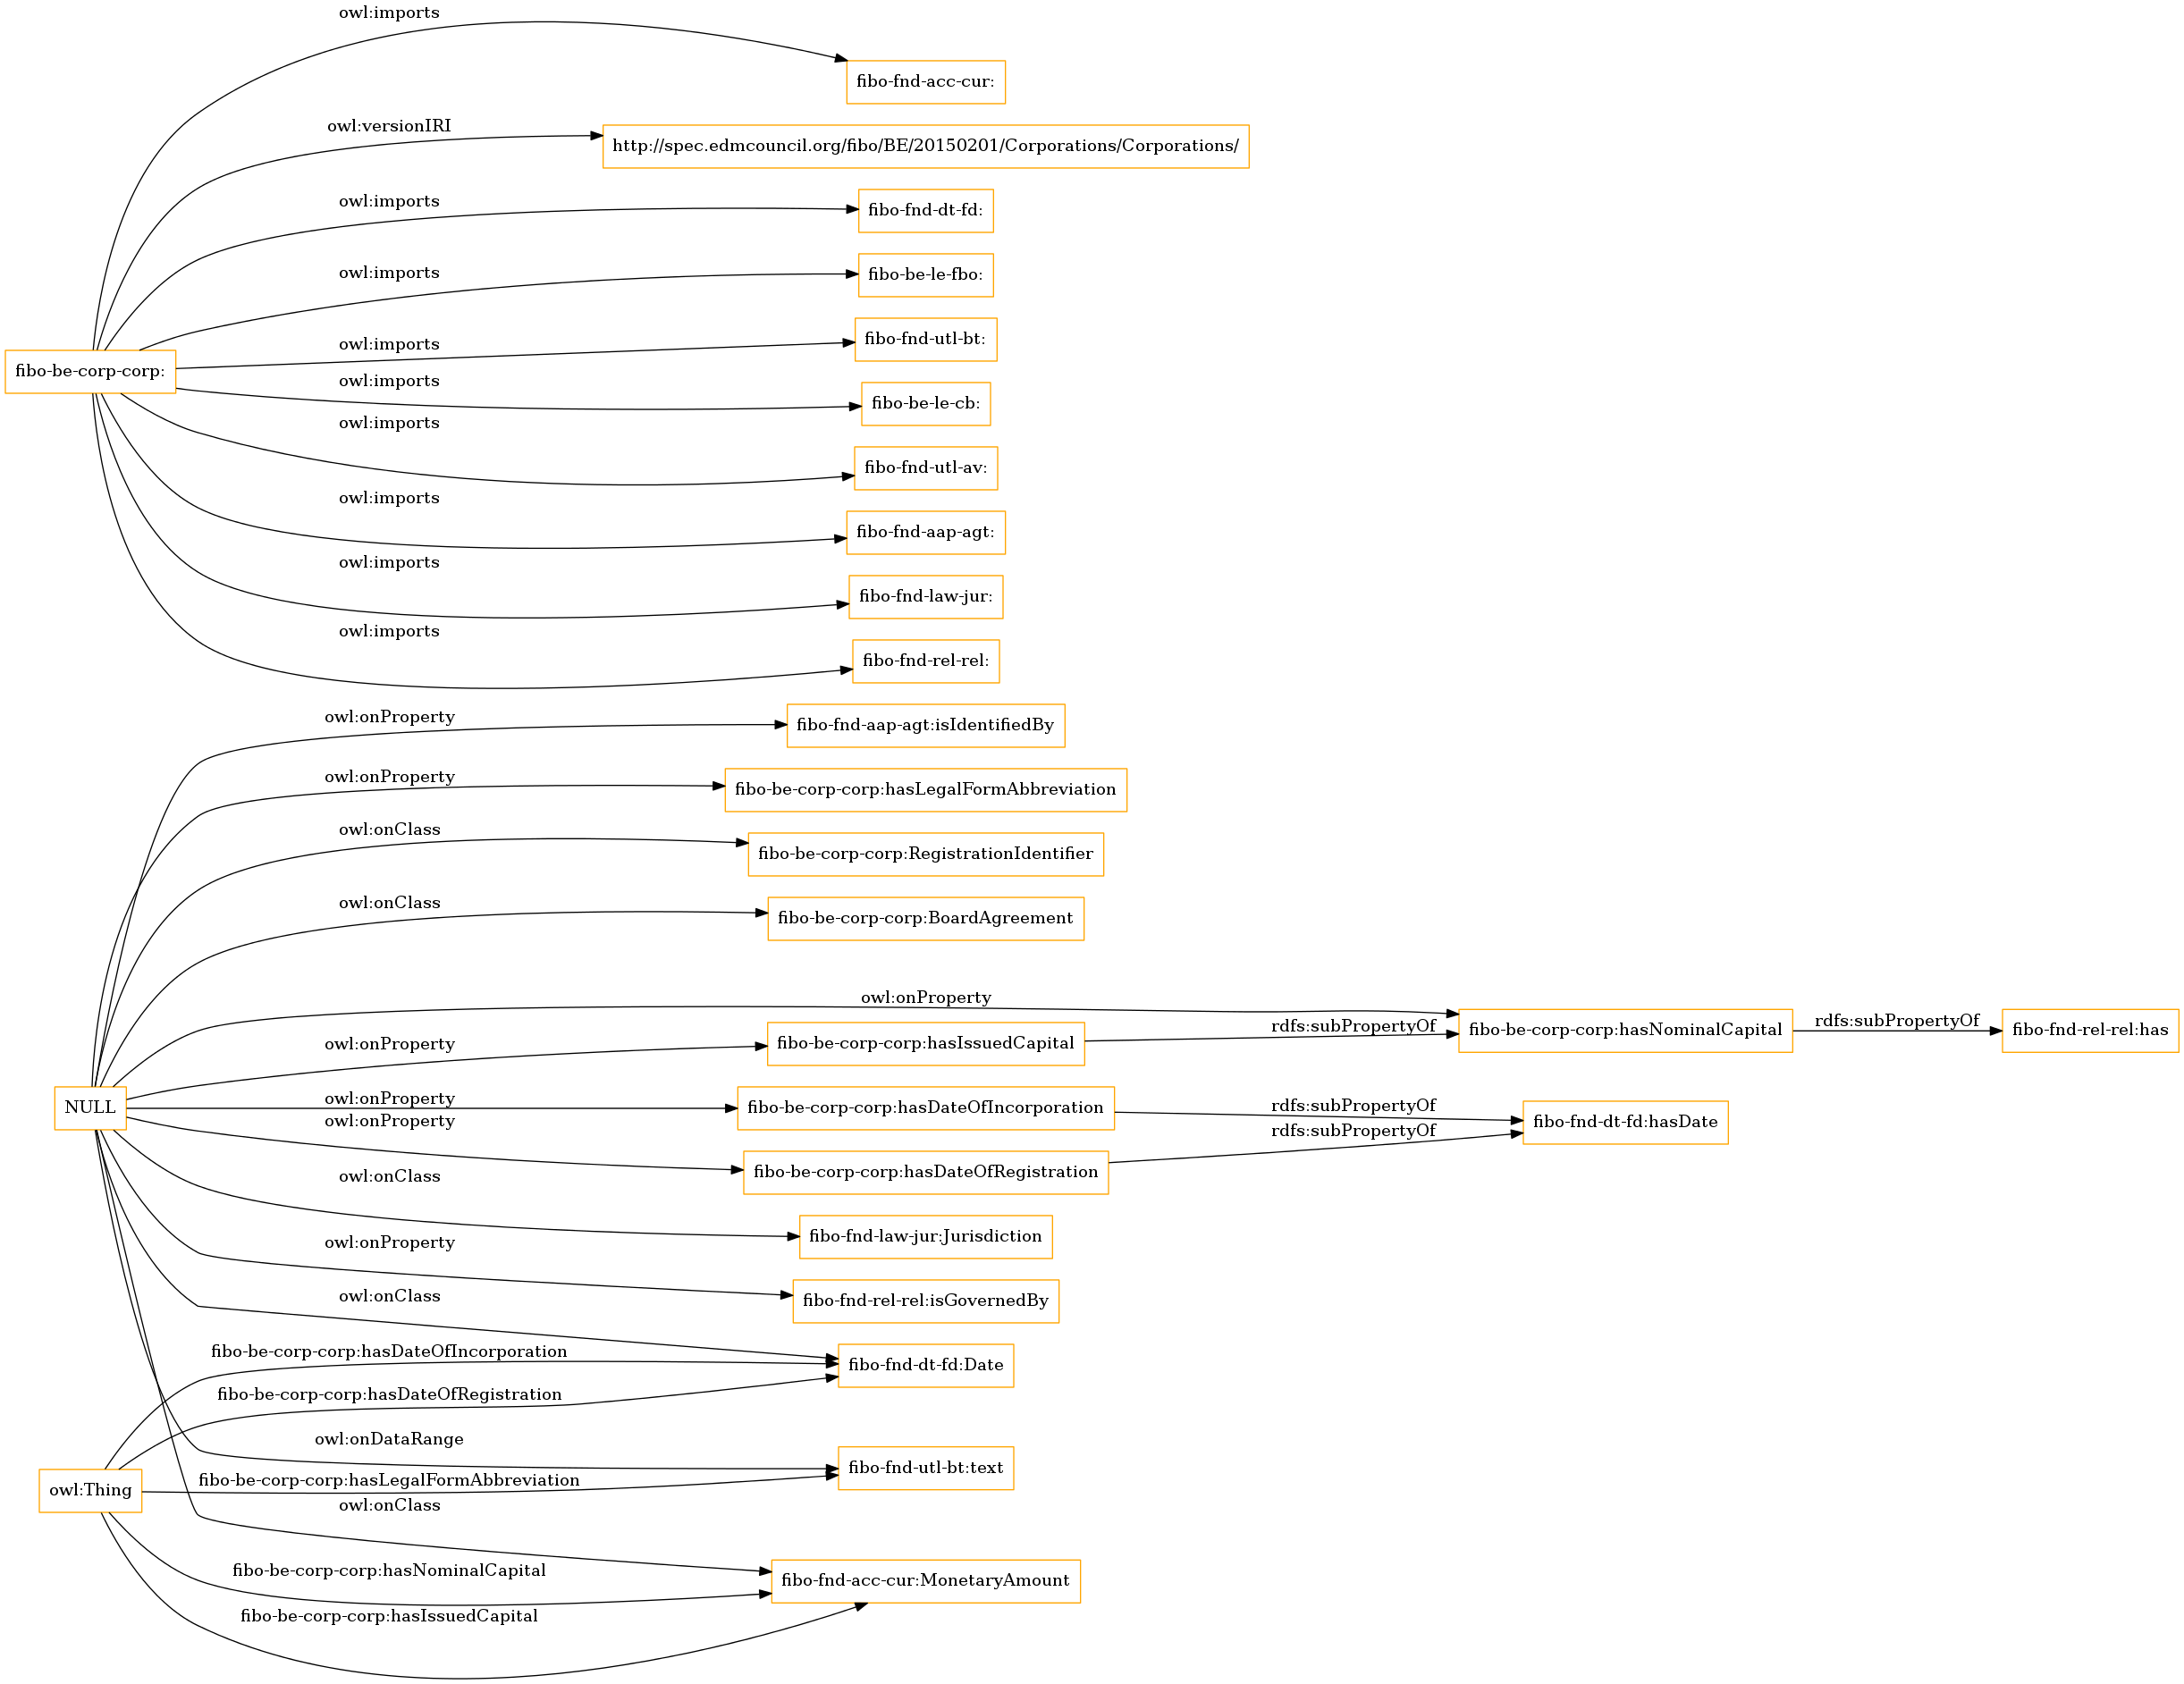 owl:imports
fibo-fnd-acc-cur:
owl:versionIRI
http://spec.edmcouncil.org/fibo/BE/20150201/Corporations/Corporations/
owl:imports
fibo-fnd-dt-fd:
owl:imports
fibo-be-le-fbo:
owl:imports
fibo-fnd-utl-bt:
fibo-be-corp-corp:
owl:imports
fibo-be-le-cb:
owl:imports
fibo-fnd-utl-av:
owl:imports
fibo-fnd-aap-agt:
owl:imports
fibo-fnd-law-jur:
owl:imports
fibo-fnd-rel-rel:
owl:onProperty
fibo-fnd-aap-agt:isIdentifiedBy
owl:onProperty
fibo-be-corp-corp:hasLegalFormAbbreviation
owl:onClass
fibo-be-corp-corp:RegistrationIdentifier
owl:onClass
fibo-be-corp-corp:BoardAgreement
owl:onProperty
fibo-be-corp-corp:hasNominalCapital
rdfs:subPropertyOf
fibo-fnd-rel-rel:has
owl:onProperty
fibo-be-corp-corp:hasIssuedCapital
rdfs:subPropertyOf
NULL
owl:onProperty
fibo-be-corp-corp:hasDateOfIncorporation
rdfs:subPropertyOf
fibo-fnd-dt-fd:hasDate
owl:onProperty
fibo-be-corp-corp:hasDateOfRegistration
rdfs:subPropertyOf
owl:onClass
fibo-fnd-law-jur:Jurisdiction
owl:onProperty
fibo-fnd-rel-rel:isGovernedBy
owl:onClass
fibo-be-corp-corp:hasDateOfIncorporation
fibo-fnd-dt-fd:Date
fibo-be-corp-corp:hasDateOfRegistration
owl:onDataRange
fibo-fnd-utl-bt:text
owl:Thing
fibo-be-corp-corp:hasLegalFormAbbreviation
owl:onClass
fibo-be-corp-corp:hasNominalCapital
fibo-fnd-acc-cur:MonetaryAmount
fibo-be-corp-corp:hasIssuedCapital